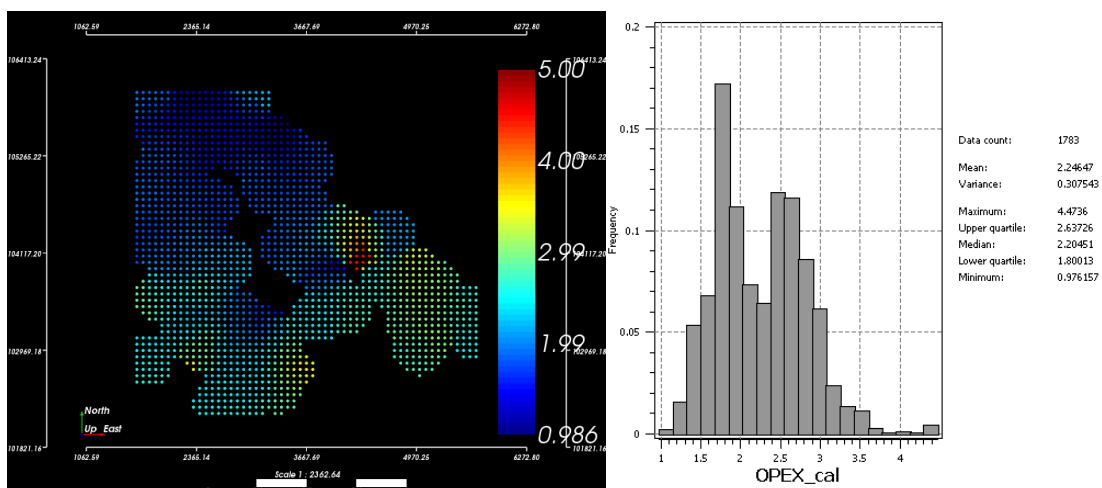 1062.59 2365.14 3667.69 4970.25 6272.80
106413.24 106413.24
105265.22 105265.22
104117.20 104117.20
102969.18 102969.18
101821.16 101821.16
5.00
4.00
2.99
1.99
0.986
North
Up East
1062.59 2365.14 3667.69 4970.25 6272.80
Scale 1 : 2362.64
0.2
0.15
0.1
0.05
0
Frequency
1 1.5 2 2.5 3 3.5 4
OPEX_cal
Data count: 1783
Mean: 2.24647
Variance: 0.307543
Maximum: 4.4736
Upper quartile: 2.63726
Median: 2.20451
Lower quartile: 1.80013
Minimum: 0.976157